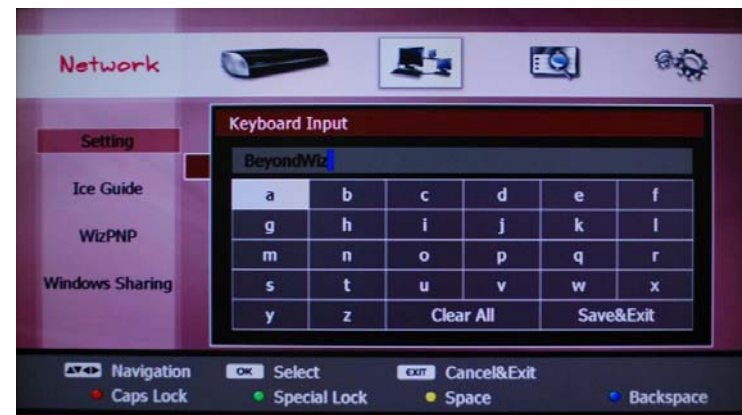 Network
Setting
Ice Guide
WizPNP
Windows Sharing
Keyboard Input
BeyondWiz
a b c d e f
g h i j k l
m n o p q r
s t u v w x
y z Clear All Save&Exit
Navigation OK Select EXIT Cancel&Exit
Caps Lock Special Lock Space Backspace